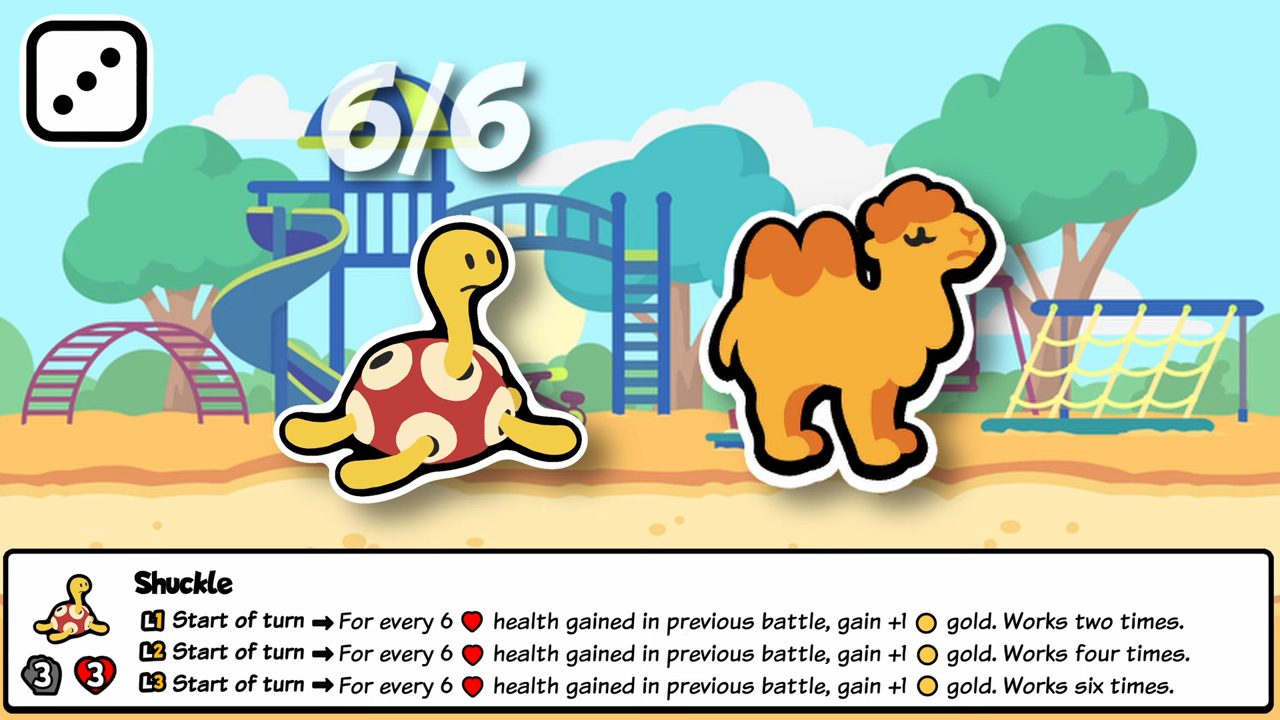 6/6
Shuckle
L1 Start of turn ➡ For every 6 ❤ health gained in previous battle, gain +1 gold. Works two times.
L2 Start of turn ➡ For every 6 ❤ health gained in previous battle, gain +1 gold. Works four times.
L3 Start of turn ➡ For every 6 ❤ health gained in previous battle, gain +1 gold. Works six times.
3 3